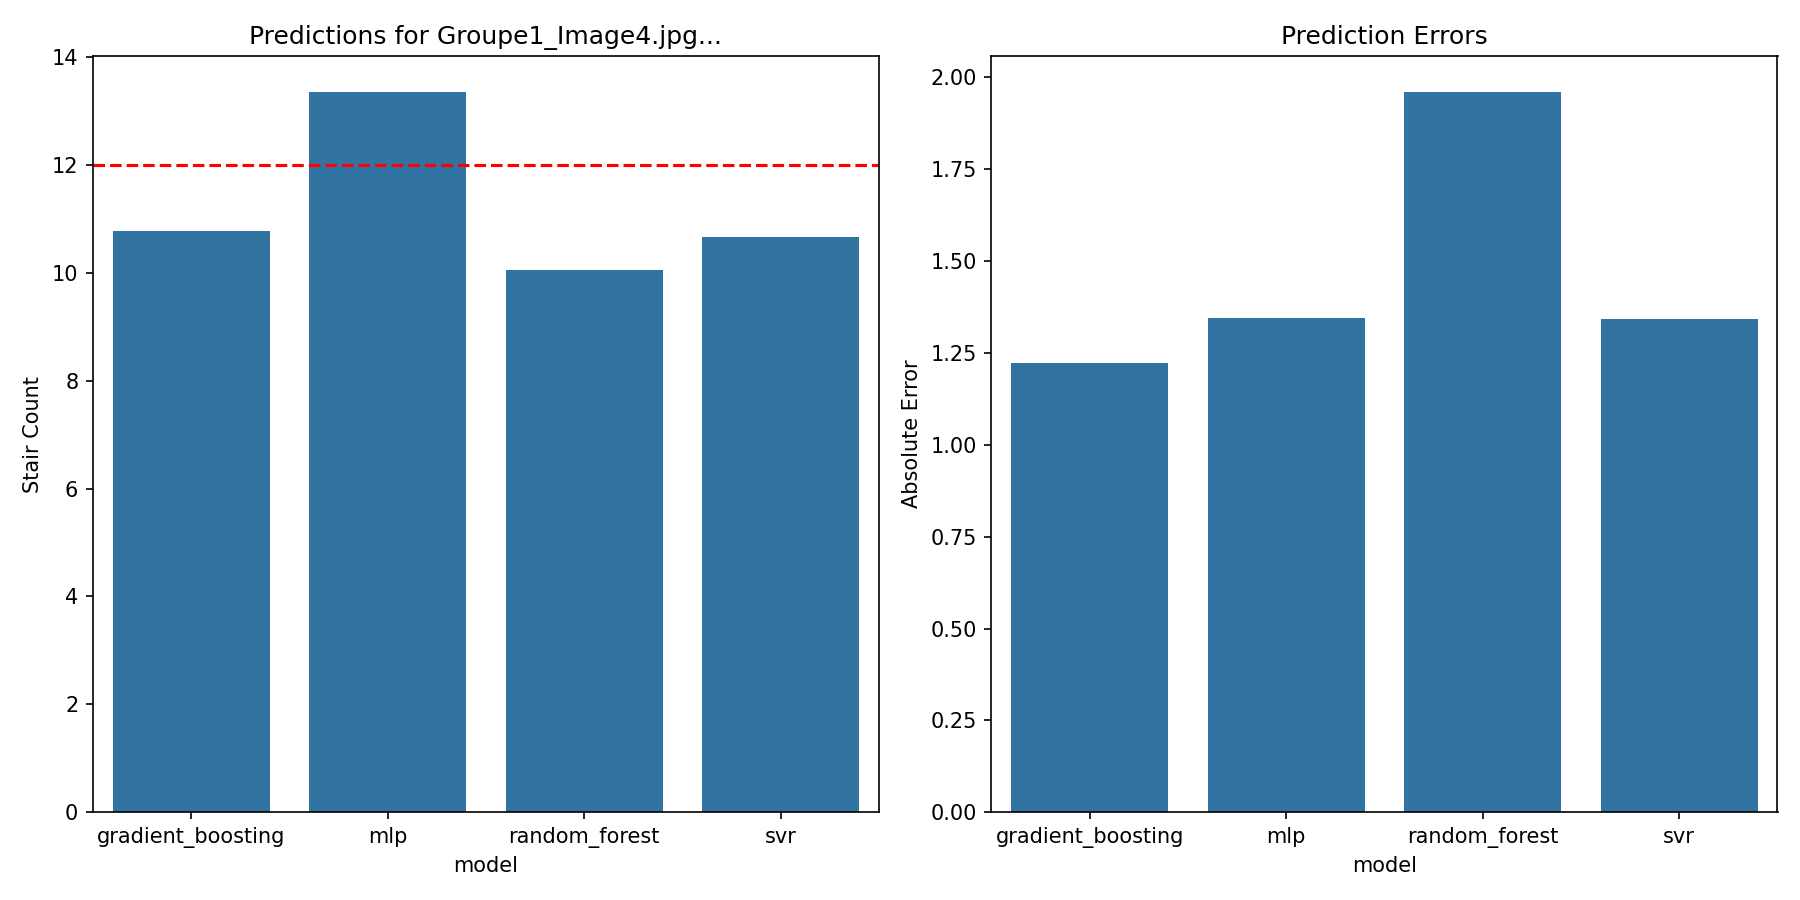 Predictions for Groupe1_Image4.jpg...
Stair Count
14
12
10
8
6
4
2
0
gradient_boosting
mlp
random_forest
svr
model
Prediction Errors
Absolute Error
2.00
1.75
1.50
1.25
1.00
0.75
0.50
0.25
0.00
gradient_boosting
mlp
random_forest
svr
model